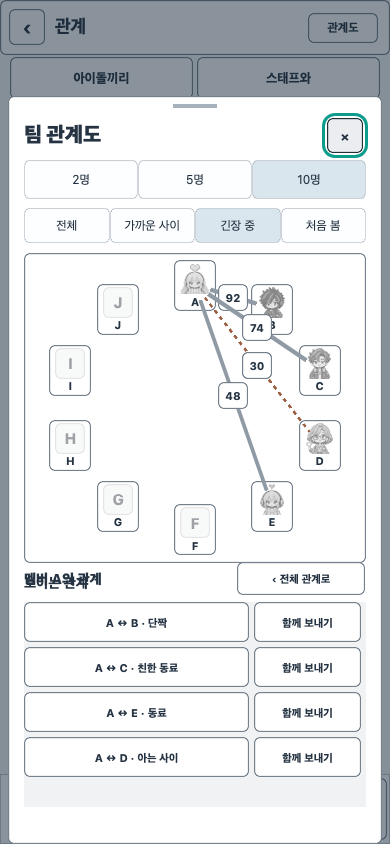 ‹ 관계 관계도
아이돌끼리 스태프와
팀 관계도 ×
2명 5명 10명
전체 가까운 사이 긴장 중 처음 봄
A
92
74
30
48
J
J
C
I
I
D
H
H
E
G
G
F
F
‹ 전체 관계로
A ↔ B · 단짝 함께 보내기
A ↔ C · 친한 동료 함께 보내기
A ↔ E · 동료 함께 보내기
A ↔ D · 아는 사이 함께 보내기